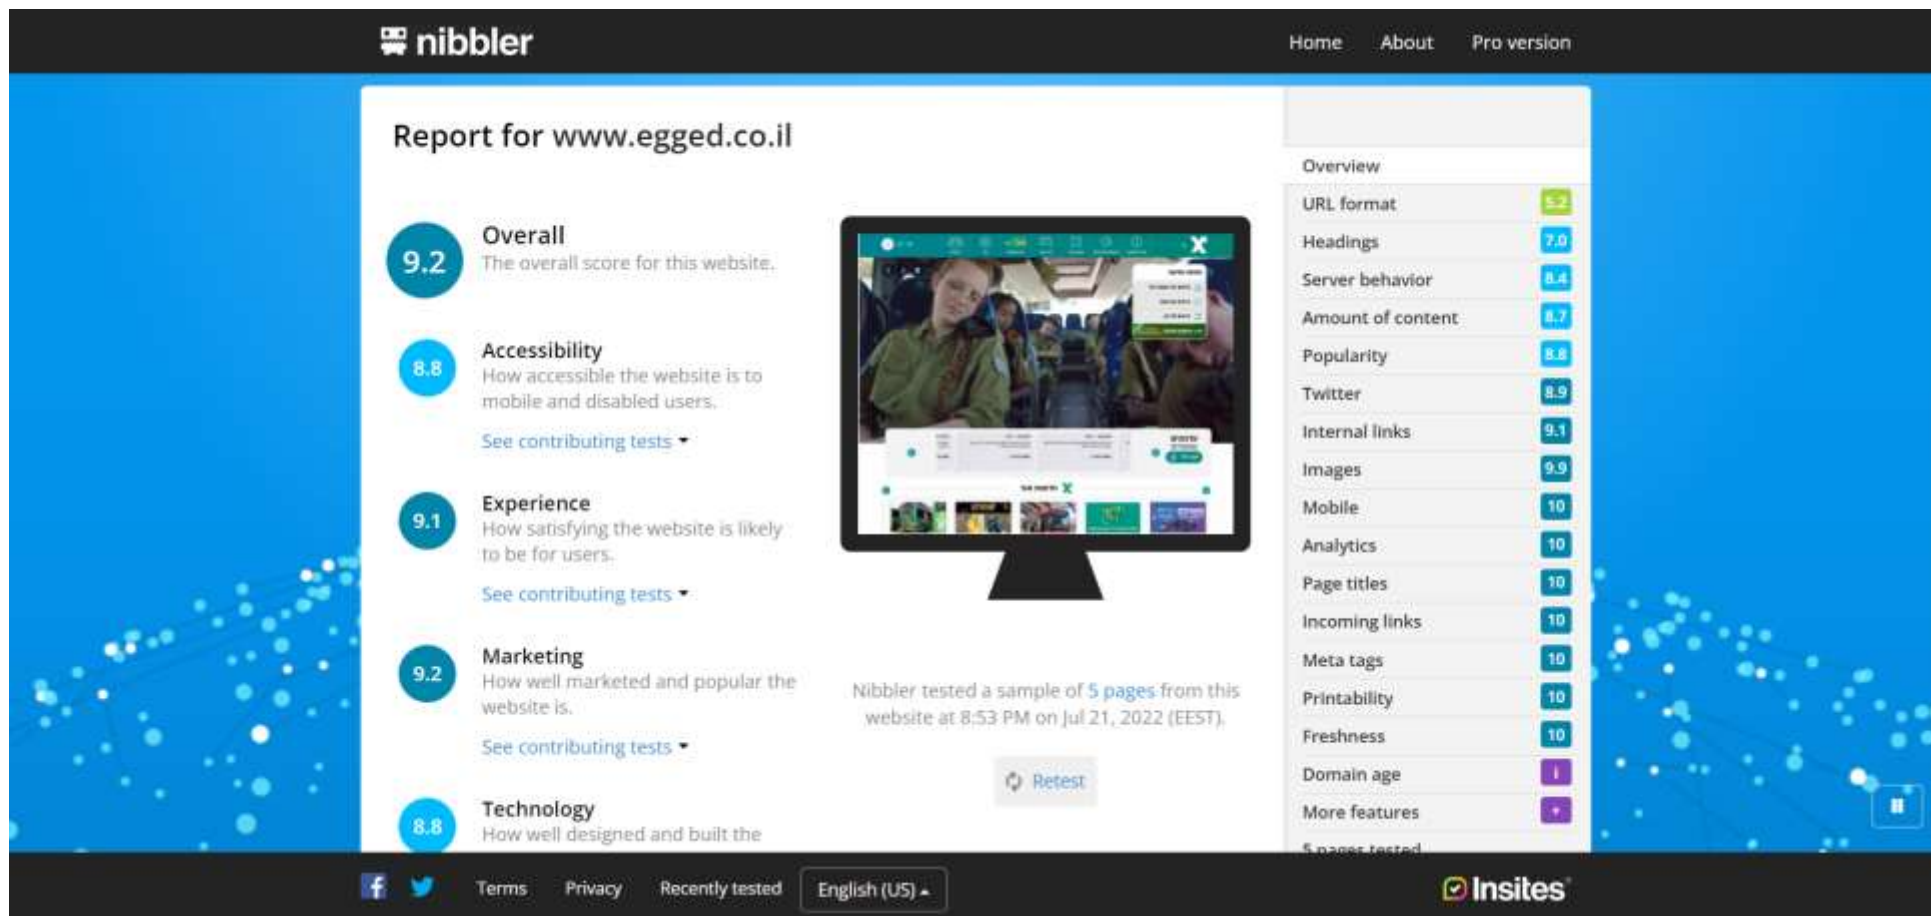 nibbler
Home About Pro version
Report for www.egged.co.il
9.2
Overall
The overall score for this website.
8.8
Accessibility
How accessible the website is to
mobile and disabled users.
See contributing tests
9.1
Experience
How satisfying the website is likely
to be for users.
See contributing tests
9.2
Marketing
How well marketed and popular the
website is.
See contributing tests
8.8
Technology
How well designed and built the
Nibbler tested a sample of 5 pages from this
website at 8:53 PM on Jul 21, 2022 (EEST).
Retest
Overview
URL format 5.2
Headings 7.0
Server behavior 8.4
Amount of content 8.7
Popularity 8.8
Twitter 8.9
Internal links 9.1
Images 9.9
Mobile 10
Analytics 10
Page titles 10
Incoming links 10
Meta tags 10
Printability 10
Freshness 10
Domain age i
More features +
5 pages tested
Terms Privacy Recently tested English (US)
Insites